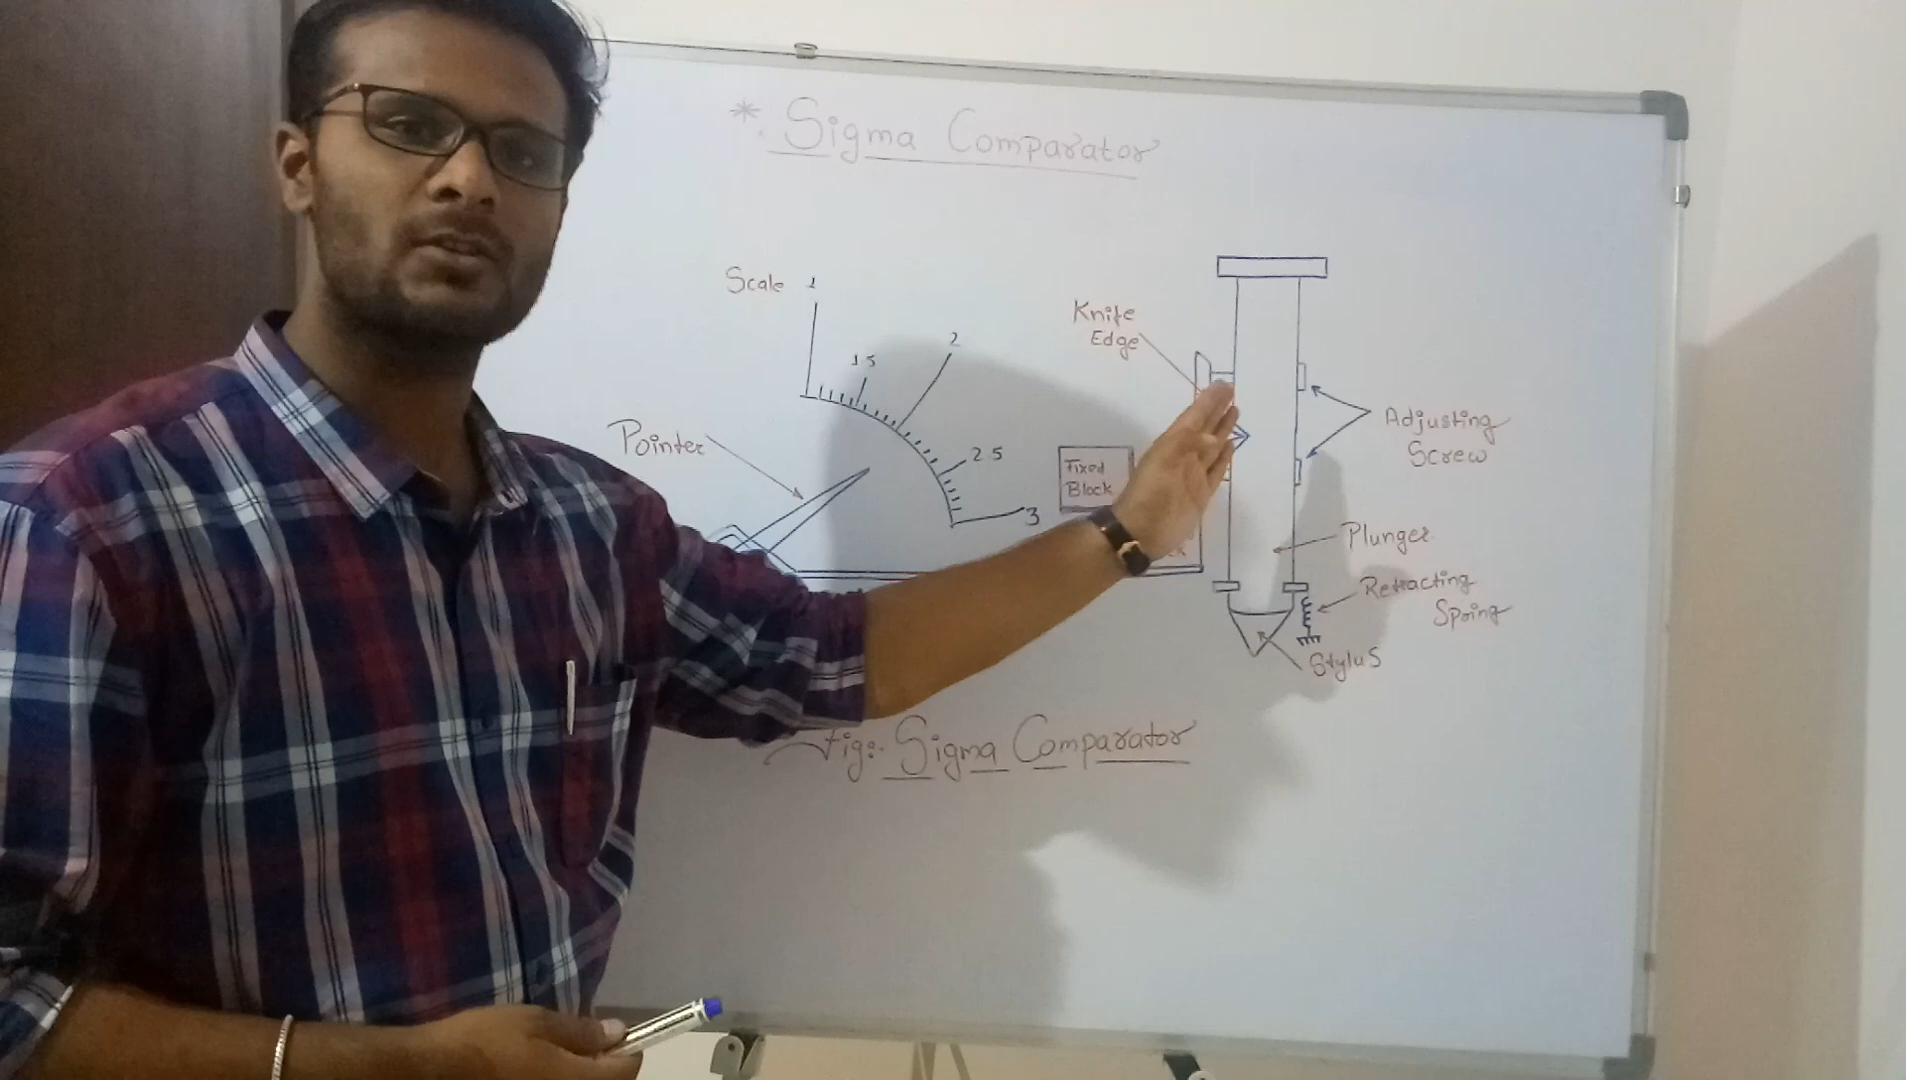 *. Sigma Comparator
Scale 1
1.5
2
2.5
3
Pointer
Knife
Edge
Fixed
Block
Adjusting
Screw
Plunger
Retracting
Spring
Stylus
Fig:- Sigma Comparator